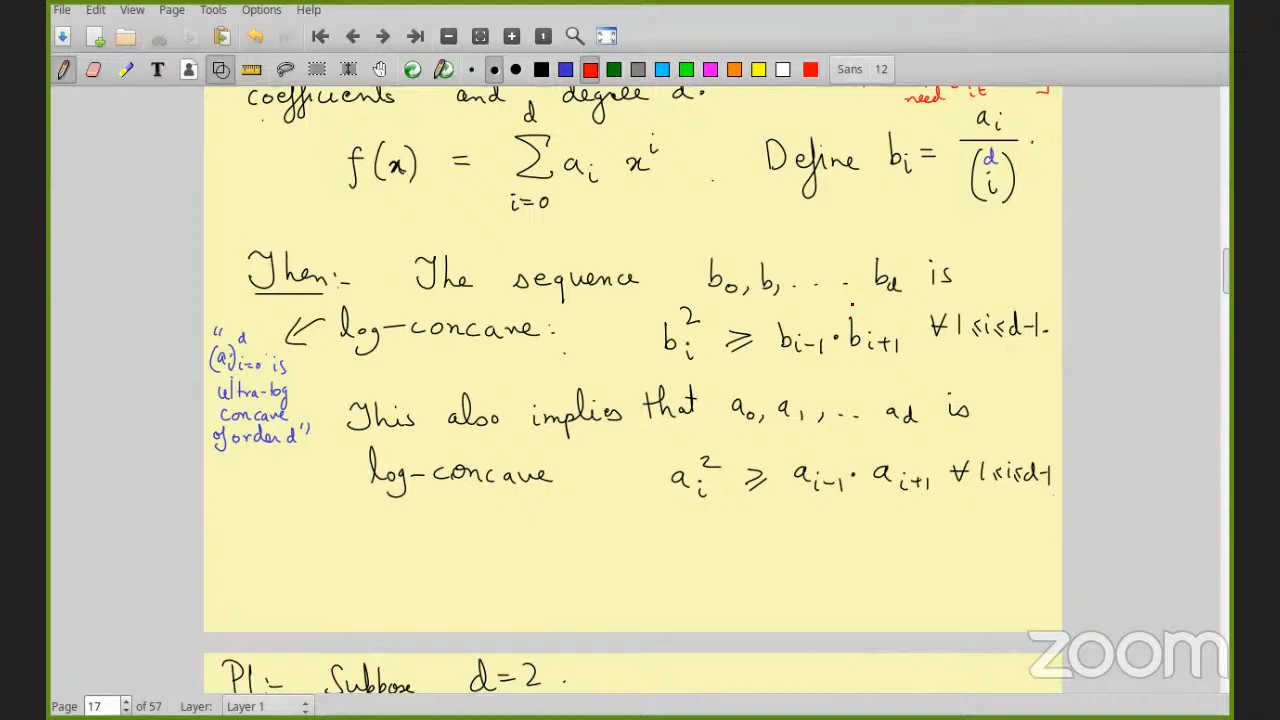 File Edit View Page Tools Options Help
Sans 12
coefficients and degree d.
need it
f(x) = d ∑ i=0 a_i x^i Define b_i = a_i / (d i).
Then:- The sequence b_0, b_1 .... b_d is
log-concave: b_i^2 ⩾ b_{i-1} · b_{i+1} ∀ 1⩽i⩽d-1.
"(a_i)_{i=0}^d is
ultra-log
concave
of order d"
This also implies that a_0, a_1, ... a_d is
log-concave a_i^2 ⩾ a_{i-1} · a_{i+1} ∀ 1⩽i⩽d-1
Pf:- Suppose d=2.
zoom
Page 17 of 57 Layer: Layer 1